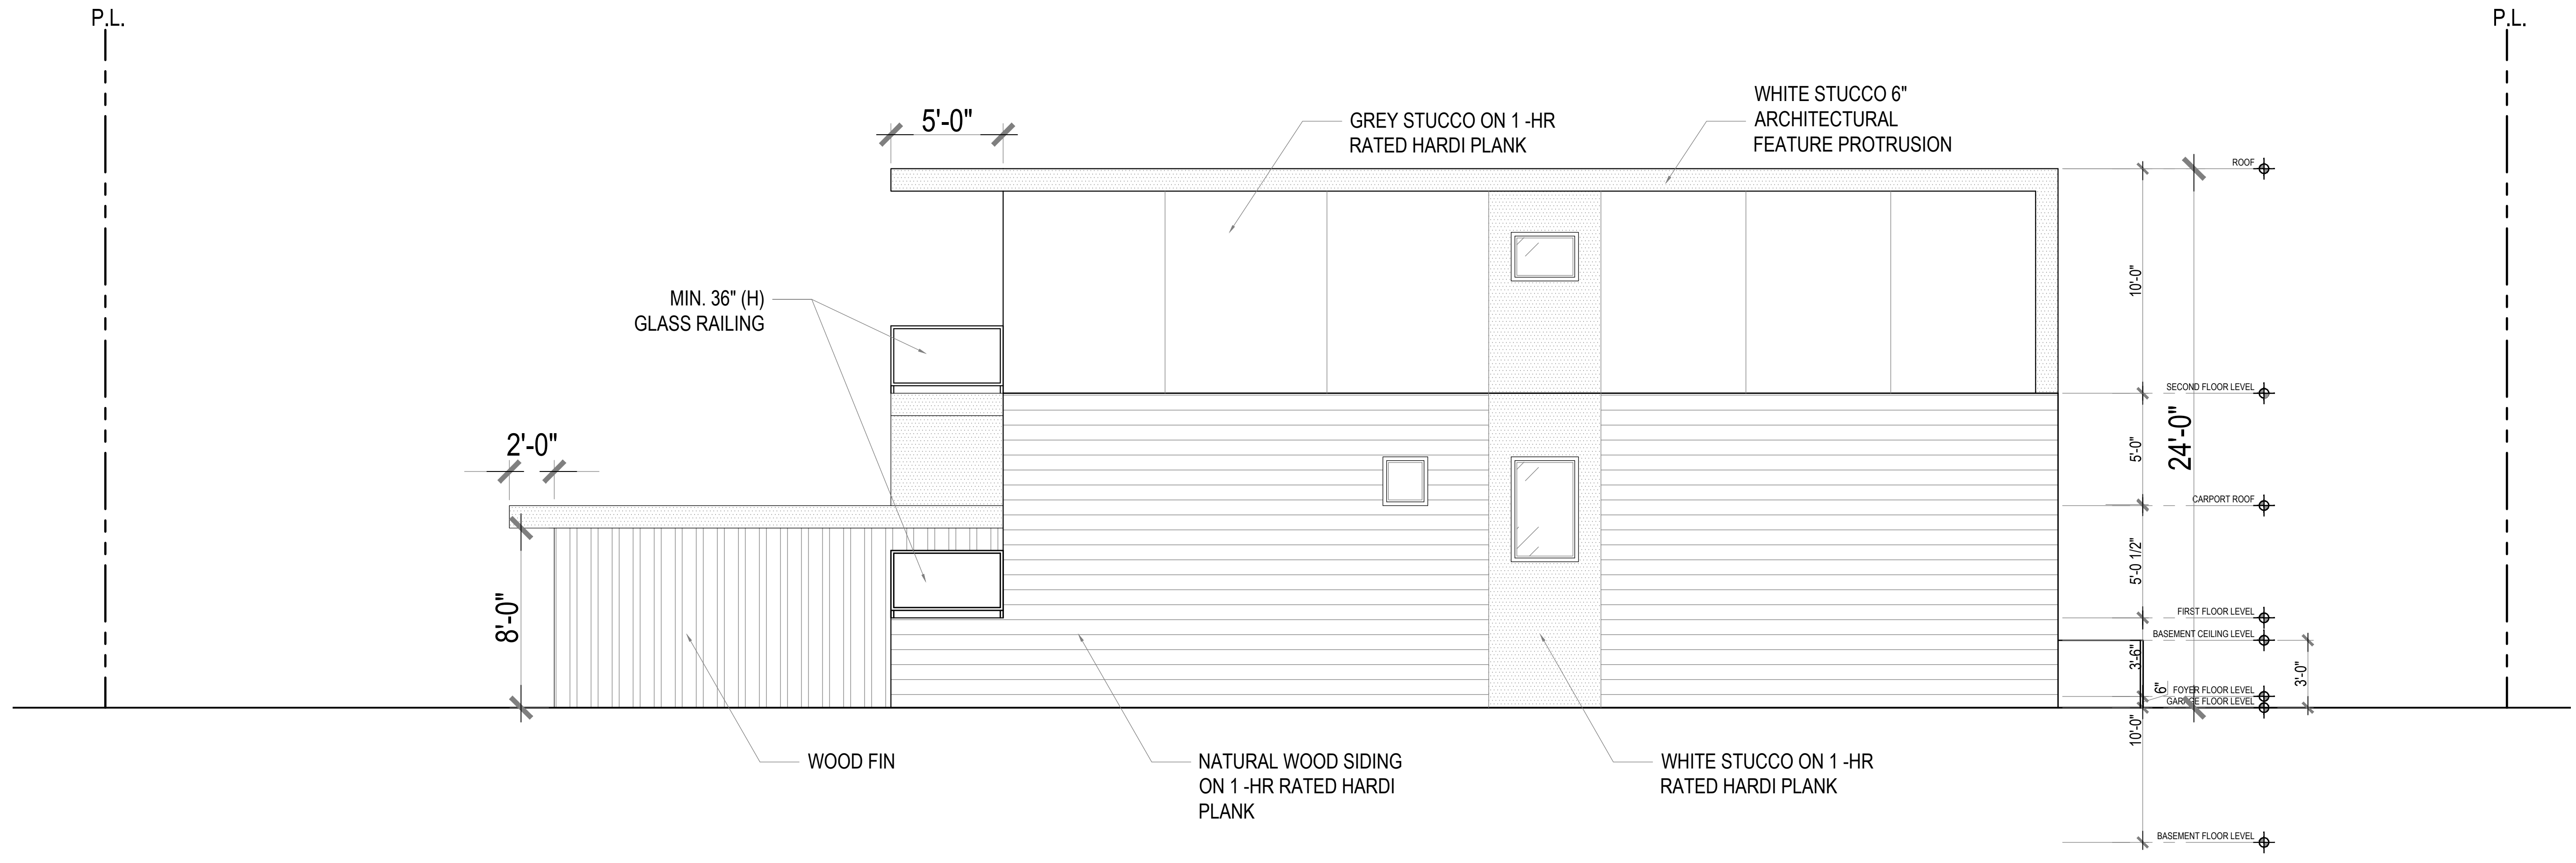 P.L.
P.L.
5'-0"
GREY STUCCO ON 1 -HR
RATED HARDI PLANK
WHITE STUCCO 6"
ARCHITECTURAL
FEATURE PROTRUSION
ROOF
10'-0"
MIN. 36" (H)
GLASS RAILING
SECOND FLOOR LEVEL
2'-0"
5'-0"
24'-0"
CARPORT ROOF
5'-0 1/2"
8'-0"
FIRST FLOOR LEVEL
BASEMENT CEILING LEVEL
3'-6"
3'-0"
6"
FOYER FLOOR LEVEL
GARAGE FLOOR LEVEL
10'-0"
WOOD FIN
NATURAL WOOD SIDING
ON 1 -HR RATED HARDI
PLANK
WHITE STUCCO ON 1 -HR
RATED HARDI PLANK
BASEMENT FLOOR LEVEL